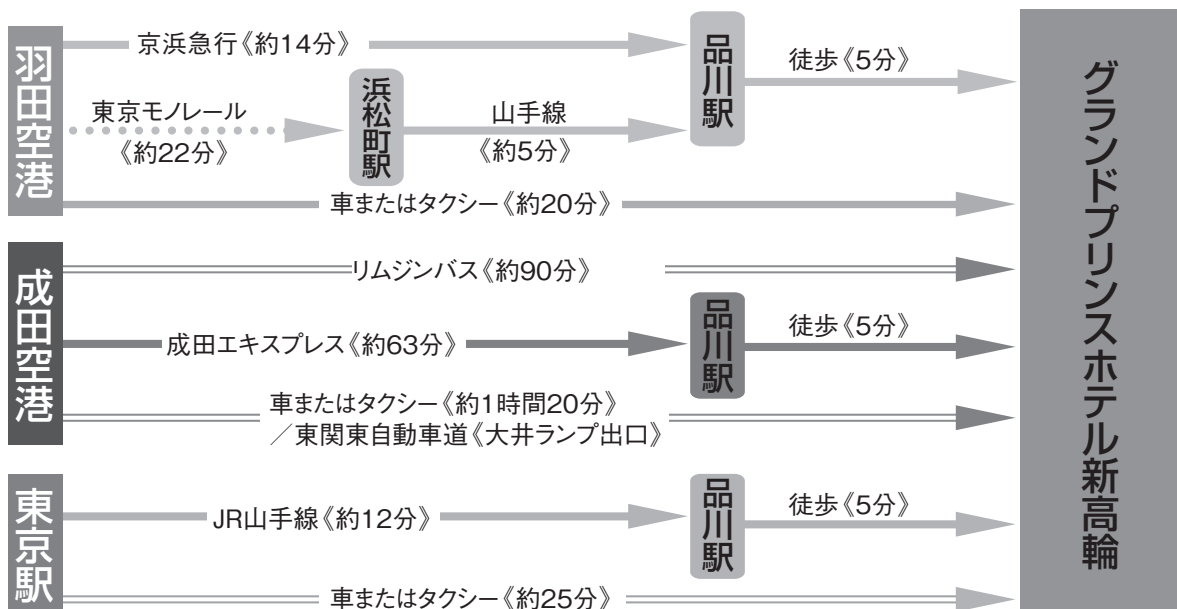 羽田空港
京浜急行《約14分》
品川駅
徒歩《5分》
東京モノレール
《約22分》
浜松町駅
山手線
《約5分》
車またはタクシー《約20分》
成田空港
リムジンバス《約90分》
成田エキスプレス《約63分》
品川駅
徒歩《5分》
車またはタクシー《約1時間20分》
／東関東自動車道《大井ランプ出口》
東京駅
JR山手線《約12分》
品川駅
徒歩《5分》
車またはタクシー《約25分》
グランドプリンスホテル新高輪